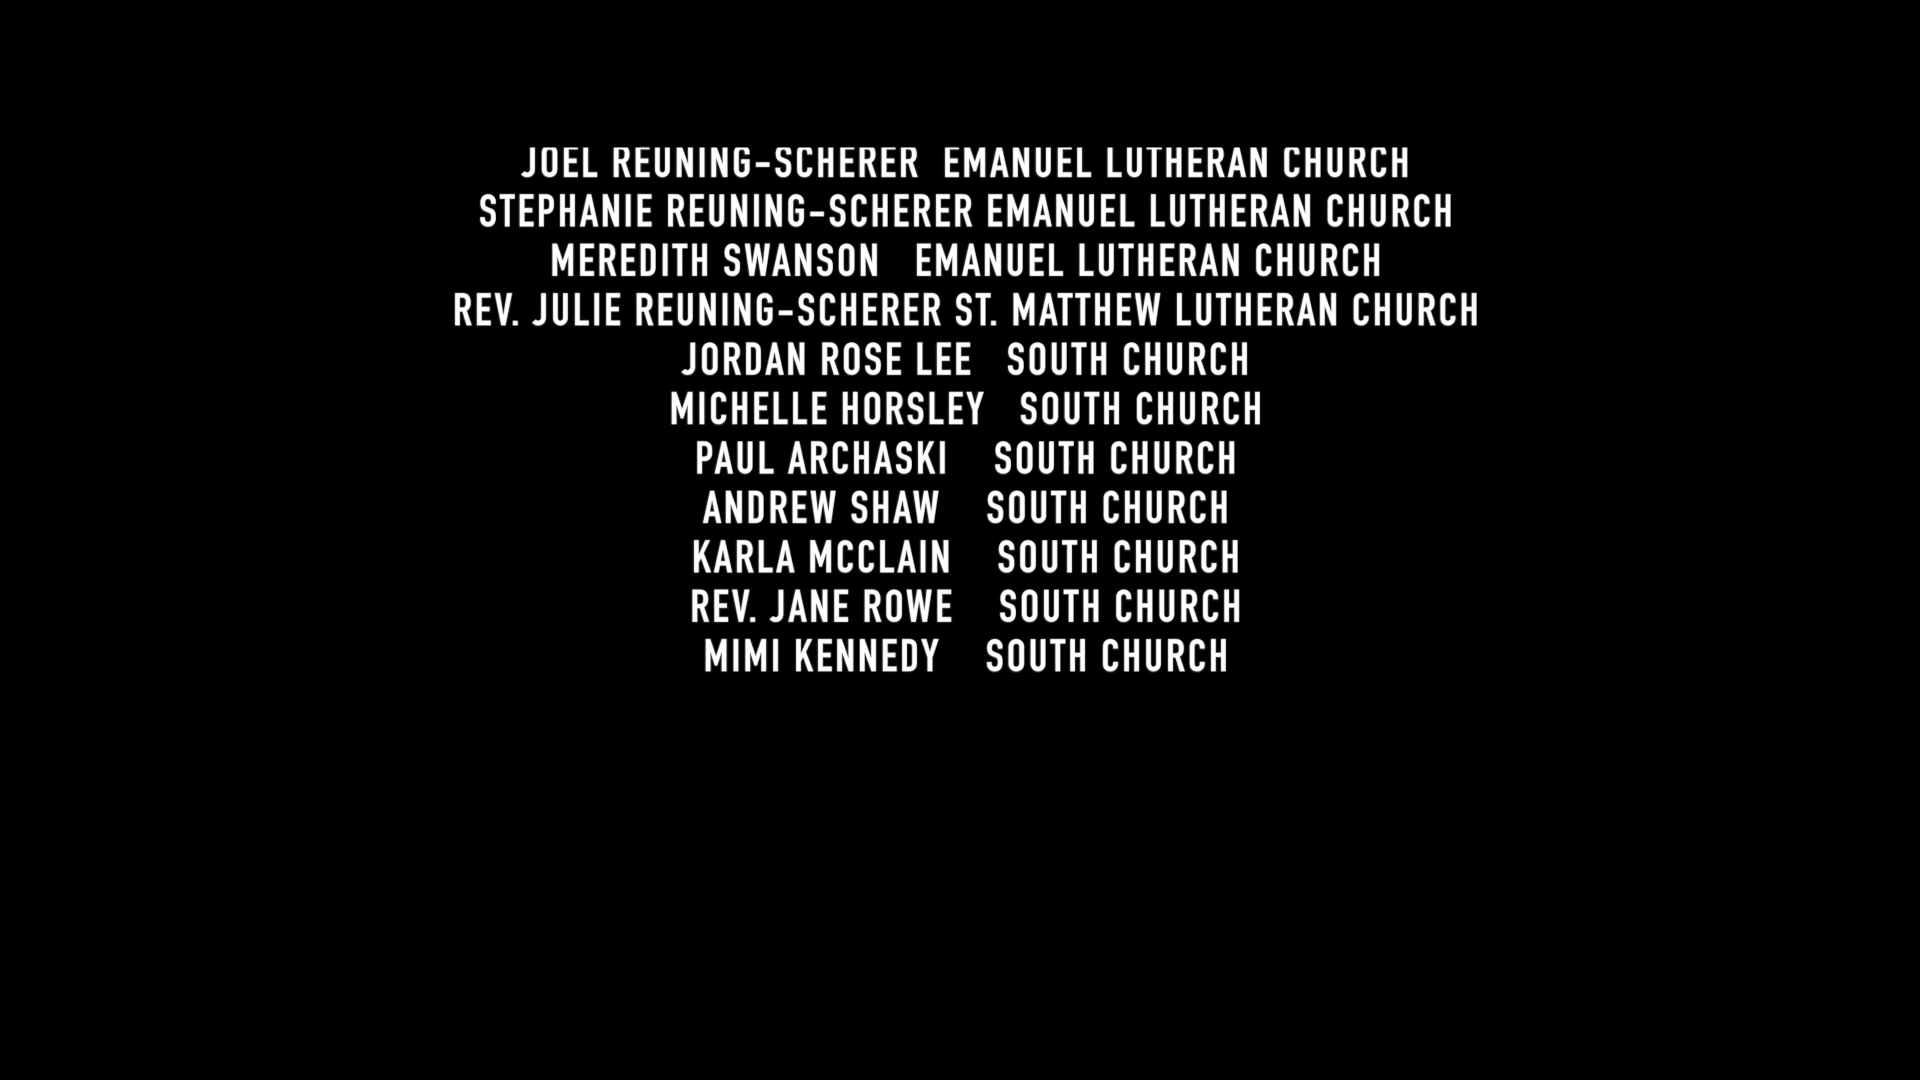 JOEL REUNING-SCHERER EMANUEL LUTHERAN CHURCH
STEPHANIE REUNING-SCHERER EMANUEL LUTHERAN CHURCH
MEREDITH SWANSON EMANUEL LUTHERAN CHURCH
REV. JULIE REUNING-SCHERER ST. MATTHEW LUTHERAN CHURCH
JORDAN ROSE LEE SOUTH CHURCH
MICHELLE HORSLEY SOUTH CHURCH
PAUL ARCHASKI SOUTH CHURCH
ANDREW SHAW SOUTH CHURCH
KARLA MCCLAIN SOUTH CHURCH
REV. JANE ROWE SOUTH CHURCH
MIMI KENNEDY SOUTH CHURCH